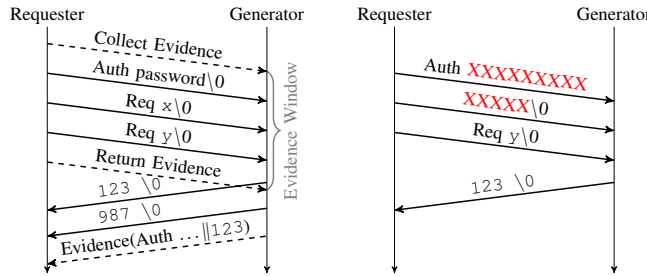 Requester
Generator
Collect Evidence
Auth password\0
Req x\0
Req y\0
Return Evidence
Evidence Window
123 \0
987 \0
Evidence(Auth ...||123)
Requester
Generator
Auth XXXXXXXXX
XXXXX\0
Req y\0
123 \0